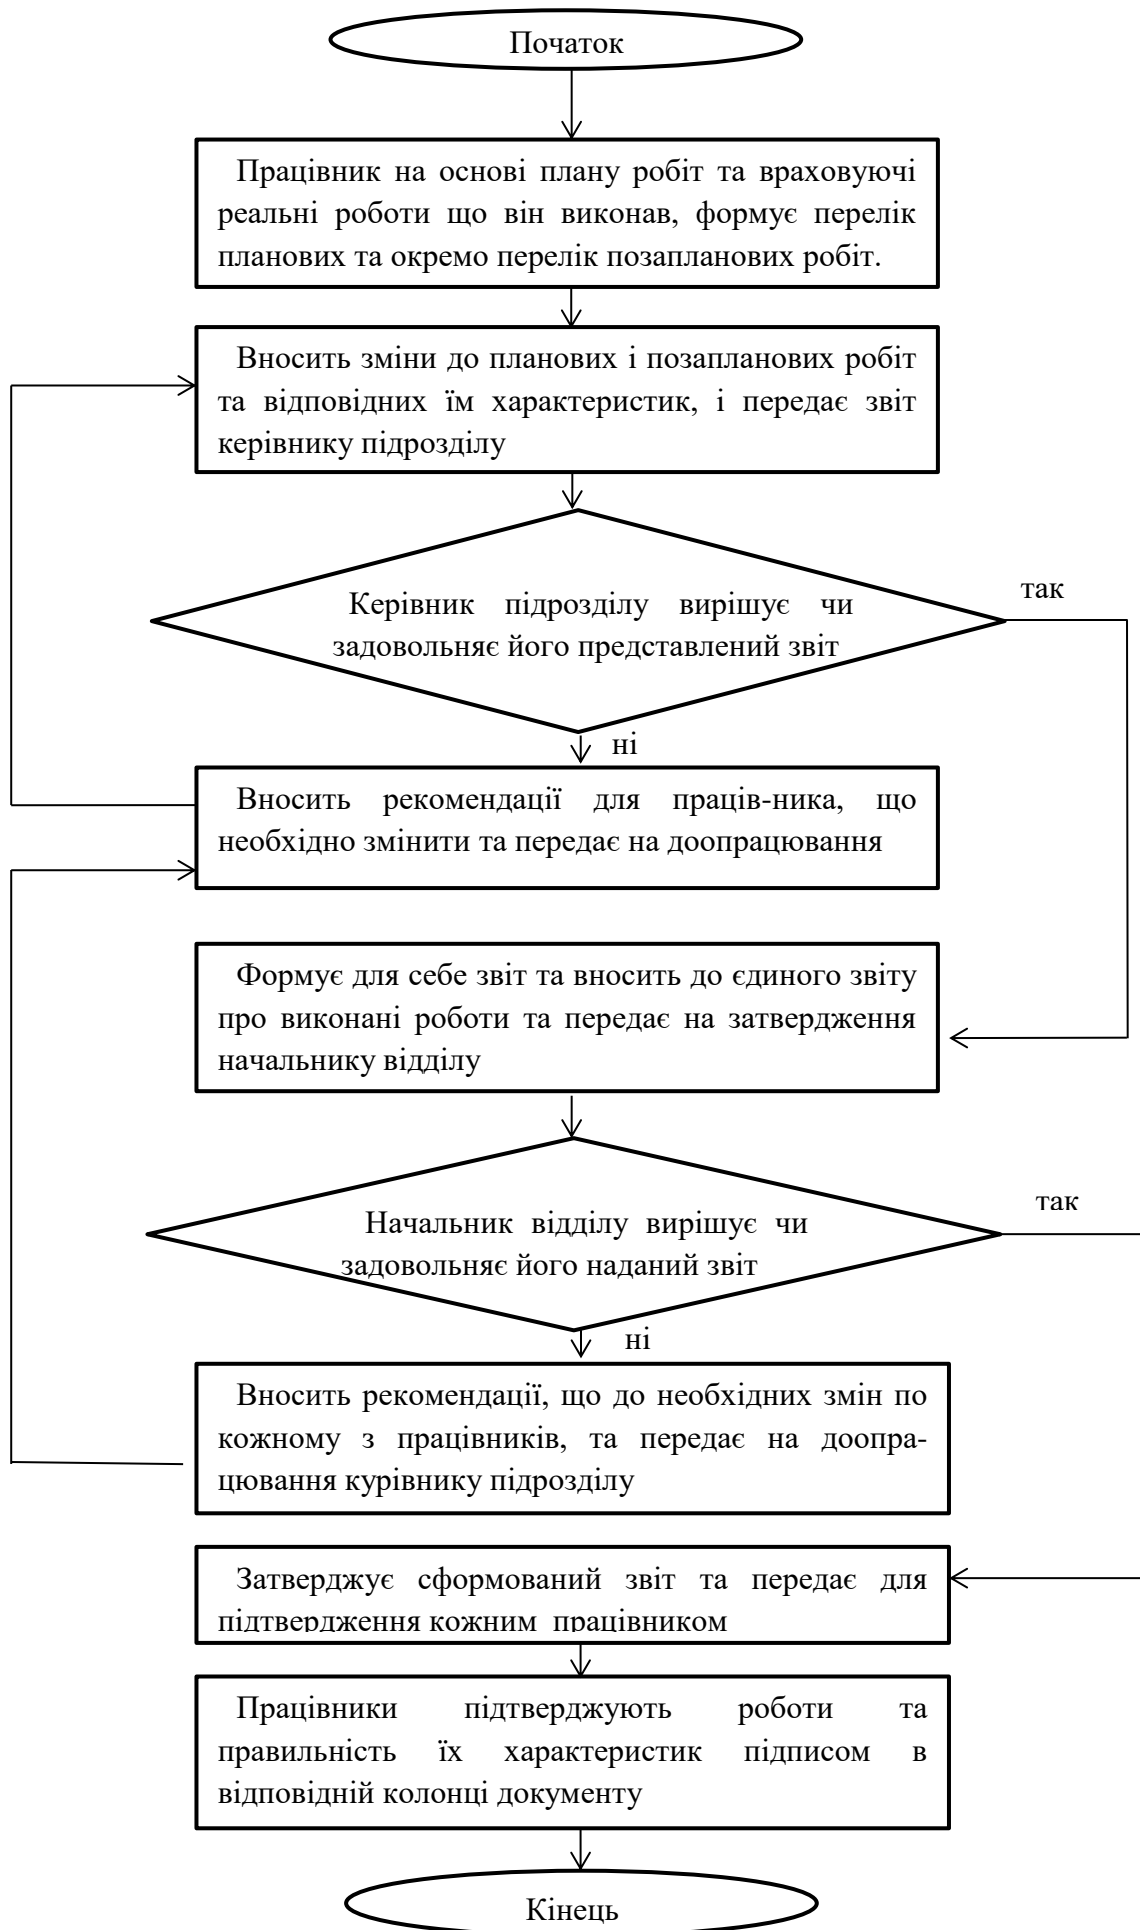 Початок
Працівник на основі плану робіт та враховуючі
реальні роботи що він виконав, формує перелік
планових та окремо перелік позапланових робіт.
Вносить зміни до планових і позапланових робіт
та відповідних їм характеристик, і передає звіт
керівнику підрозділу
так
Керівник підрозділу вирішує чи
задовольняє його представлений звіт
ні
Вносить рекомендації для праців-ника, що
необхідно змінити та передає на доопрацювання
Формує для себе звіт та вносить до єдиного звіту
про виконані роботи та передає на затвердження
начальнику відділу
так
Начальник відділу вирішує чи
задовольняє його наданий звіт
ні
Вносить рекомендації, що до необхідних змін по
кожному з працівників, та передає на доопра-
цювання курівнику підрозділу
Затверджує сформований звіт та передає для
підтвердження кожним працівником
Працівники підтверджують роботи та
правильність їх характеристик підписом в
відповідній колонці документу
Кінець